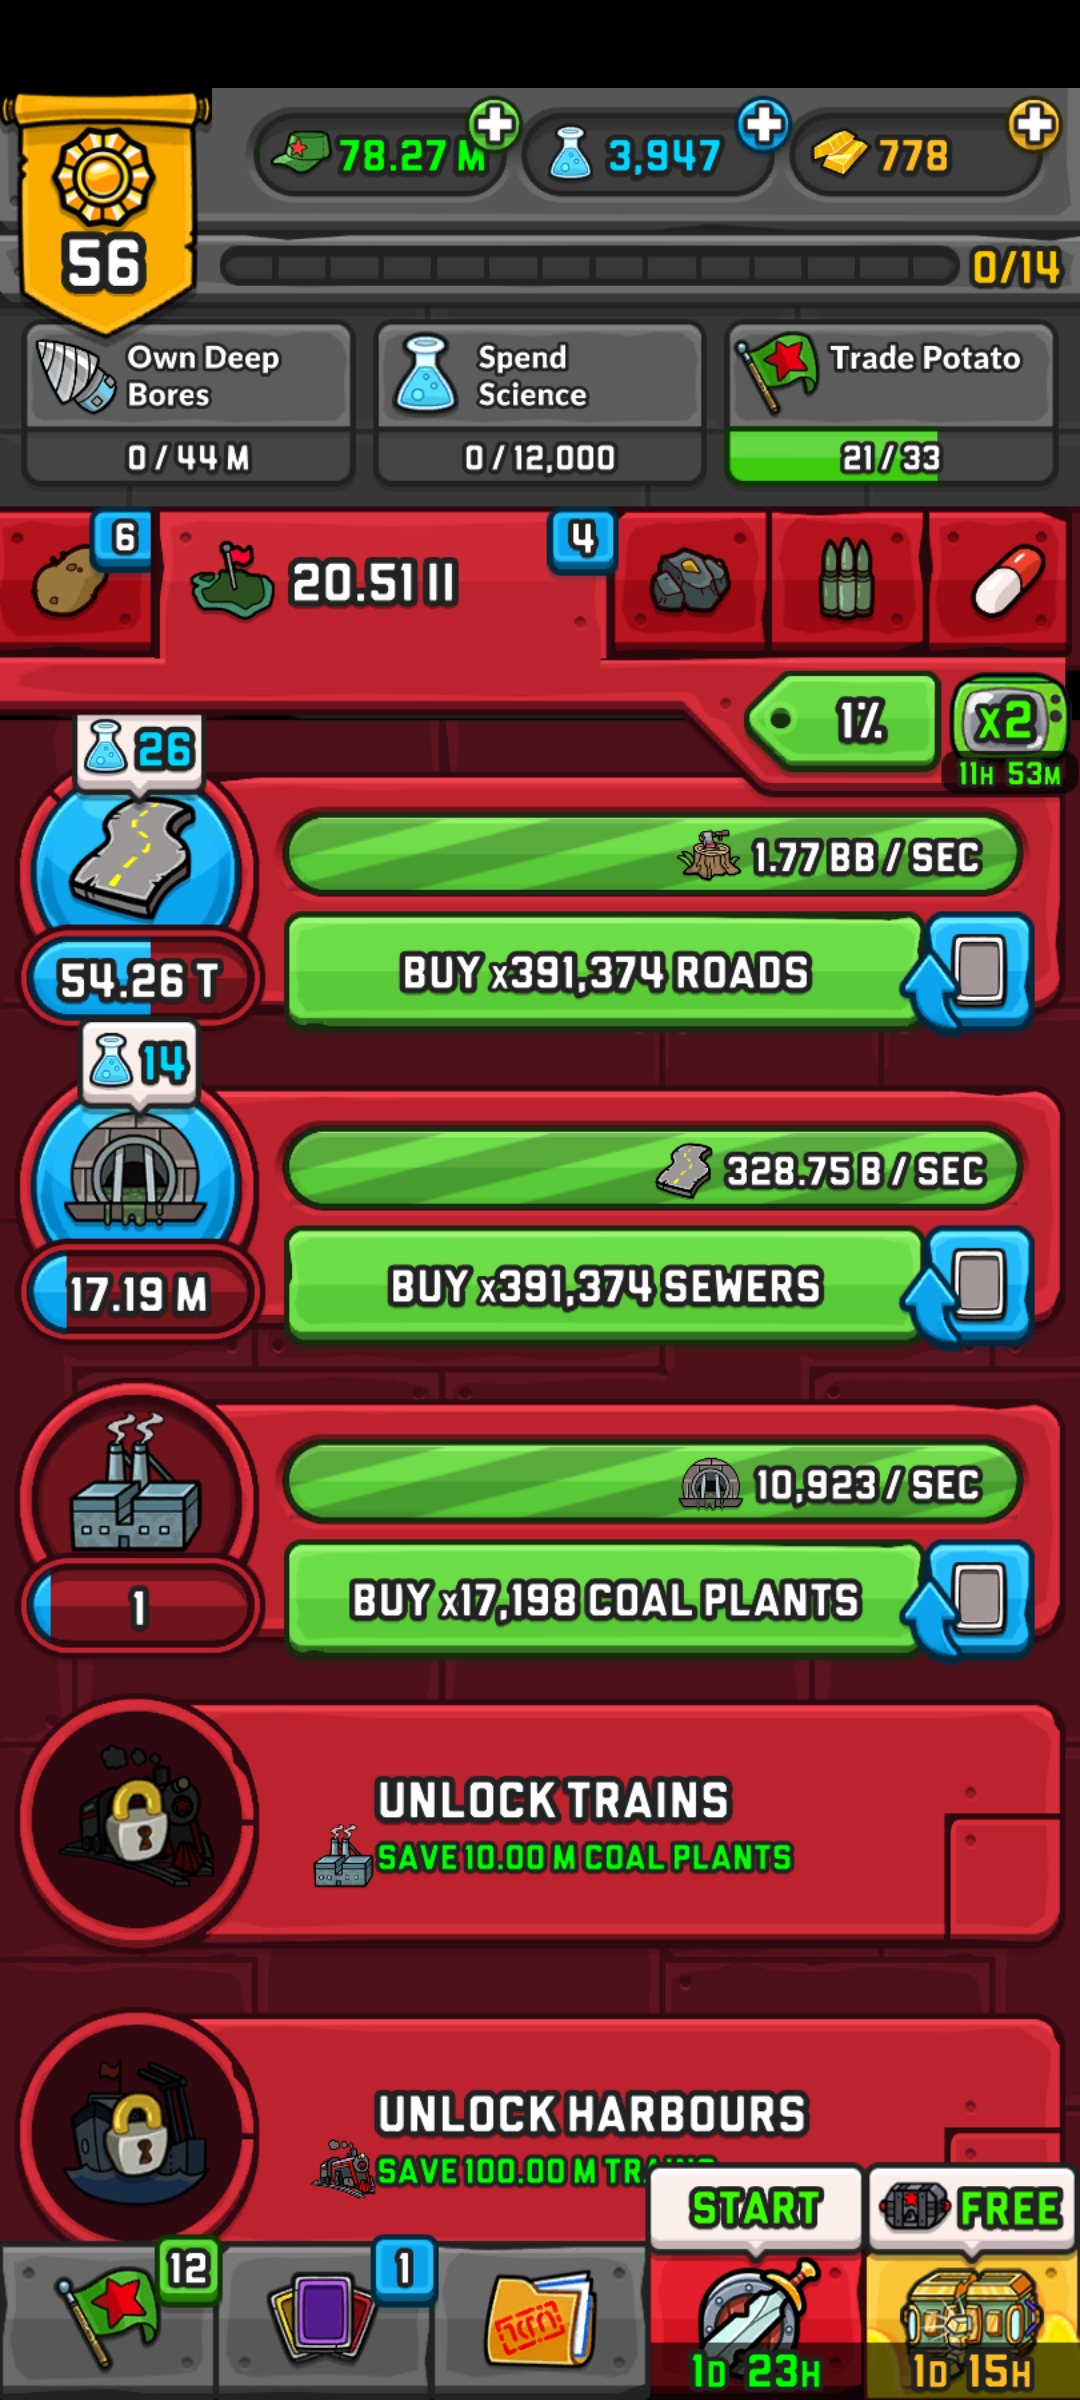 78.27 M
3,947
778
56
0/14
Own Deep
Bores
0 / 44 M
Spend
Science
0 / 12,000
Trade Potato
21 / 33
6
20.51 II
4
1%
x2
11H 53M
26
1.77 BB / SEC
54.26 T
BUY x391,374 ROADS
14
328.75 B / SEC
17.19 M
BUY x391,374 SEWERS
10,923 / SEC
1
BUY x17,198 COAL PLANTS
UNLOCK TRAINS
SAVE 10.00 M COAL PLANTS
UNLOCK HARBOURS
SAVE 100.00 M
START
FREE
12
1
1D 23H
1D 15H